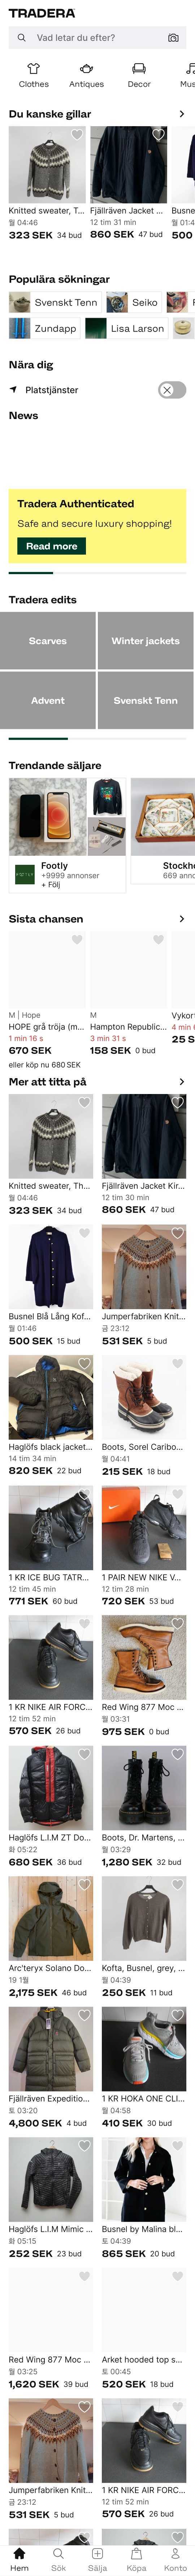 TRADERA
Vad letar du efter?
Clothes Antiques Decor Mus
Du kanske gillar
Knitted sweater, T... Fjällräven Jacket ... Busne
월 04:46 12 tim 31 min 월 01:4
323 SEK 34 bud 860 SEK 47 bud 500
Populära sökningar
Svenskt Tenn Seiko
Zundapp Lisa Larson
Nära dig
Platstjänster
News
Tradera Authenticated
Safe and secure luxury shopping!
Read more
Tradera edits
Scarves Winter jackets
Advent Svenskt Tenn
Trendande säljare
Footly Stockh
+9999 annonser 669 anno
+ Följ
Sista chansen
M | Hope M
HOPE grå tröja (m... Hampton Republic... Vykor
1 min 16 s 3 min 31 s 4 min
670 SEK 158 SEK 0 bud 25 S
eller köp nu 680 SEK
Mer att titta på
Knitted sweater, Th... Fjällräven Jacket Kir...
월 04:46 12 tim 30 min
323 SEK 34 bud 860 SEK 47 bud
Busnel Blå Lång Kof... Jumperfabriken Knit...
월 01:46 금 23:12
500 SEK 15 bud 531 SEK 5 bud
Haglöfs black jacket... Boots, Sorel Caribo...
14 tim 34 min 월 04:41
820 SEK 22 bud 215 SEK 18 bud
1 KR ICE BUG TATR... 1 PAIR NEW NIKE V...
12 tim 45 min 12 tim 28 min
771 SEK 60 bud 720 SEK 53 bud
1 KR NIKE AIR FORC... Red Wing 877 Moc ...
12 tim 52 min 월 03:31
570 SEK 26 bud 975 SEK 0 bud
Haglöfs L.I.M ZT Do... Boots, Dr. Martens, ...
화 05:22 월 03:29
680 SEK 36 bud 1,280 SEK 32 bud
Arc'teryx Solano Do... Kofta, Busnel, grey, ...
19 1월 월 04:39
2,175 SEK 46 bud 250 SEK 11 bud
Fjällräven Expeditio... 1 KR HOKA ONE CLI...
토 03:20 월 04:58
4,800 SEK 4 bud 410 SEK 30 bud
Haglöfs L.I.M Mimic ... Busnel by Malina bl...
화 05:15 토 04:39
252 SEK 23 bud 865 SEK 20 bud
Red Wing 877 Moc ... Arket hooded top s...
월 03:25 토 00:45
1,620 SEK 39 bud 520 SEK 18 bud
Jumperfabriken Knit... 1 KR NIKE AIR FORC...
금 23:12 12 tim 52 min
531 SEK 5 bud 570 SEK 26 bud
Hem Sök Sälja Köpa Konto